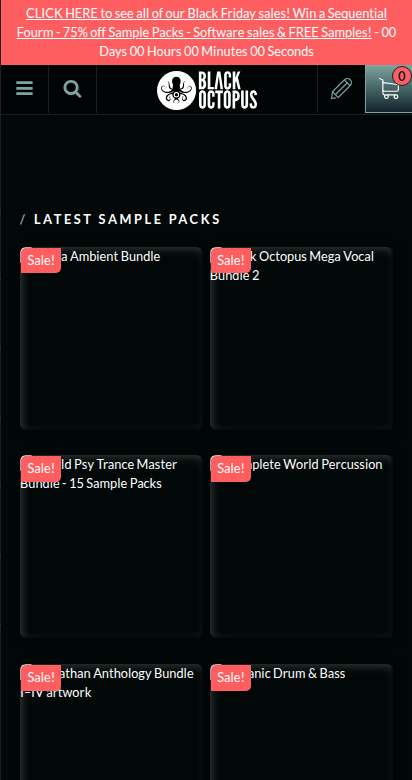 CLICK HERE to see all of our Black Friday sales! Win a Sequential
Fourm - 75% off Sample Packs - Software sales & FREE Samples! - 00
Days 00 Hours 00 Minutes 00 Seconds
BLACK
OCTOPUS
0
/ LATEST SAMPLE PACKS
Sale!
Ambient Bundle
Sale!
Octopus Mega Vocal
Bundle 2
Sale!
Psy Trance Master
Bundle - 15 Sample Packs
Sale!
World Percussion
Sale!
Anthology Bundle
I–IV artwork
Sale!
Drum & Bass